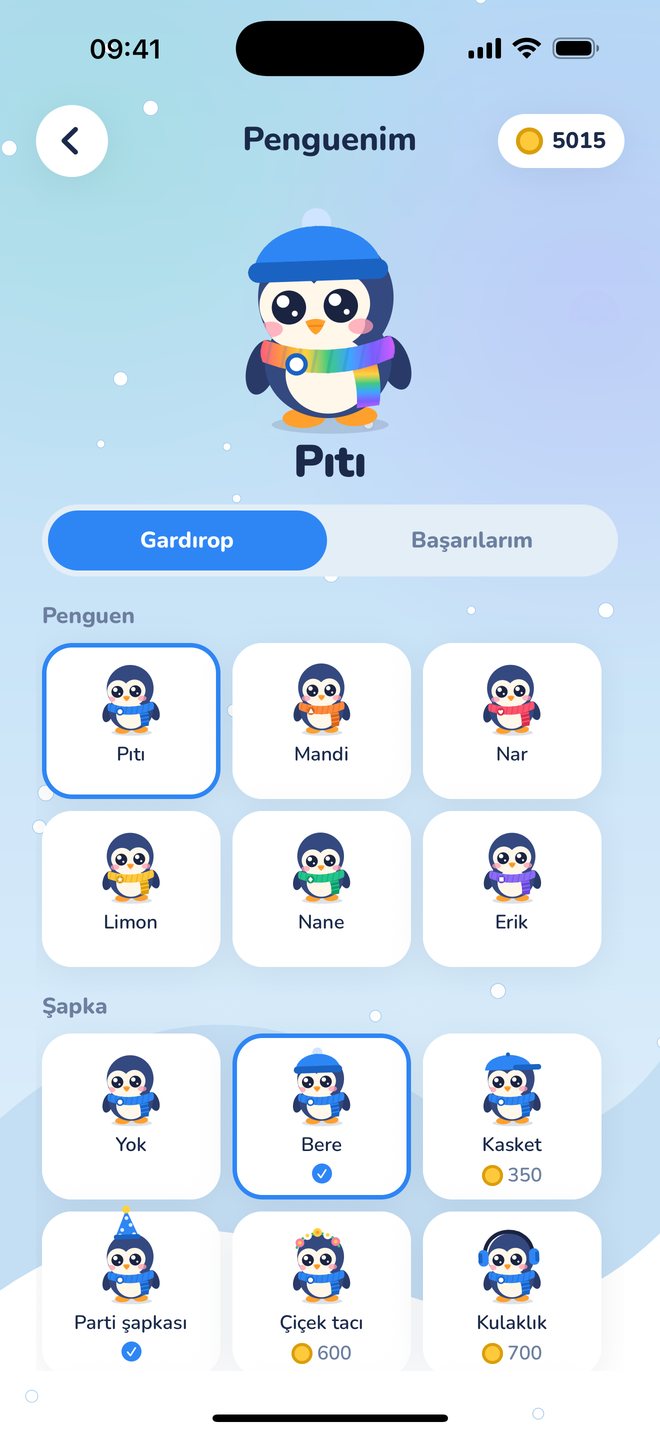 09:41
Penguenim
5015
Pıtı
Gardırop
Başarılarım
Penguen
Pıtı
Mandi
Nar
Limon
Nane
Erik
Şapka
Yok
Bere
Kasket
350
Parti şapkası
Çiçek tacı
Kulaklık
600
700